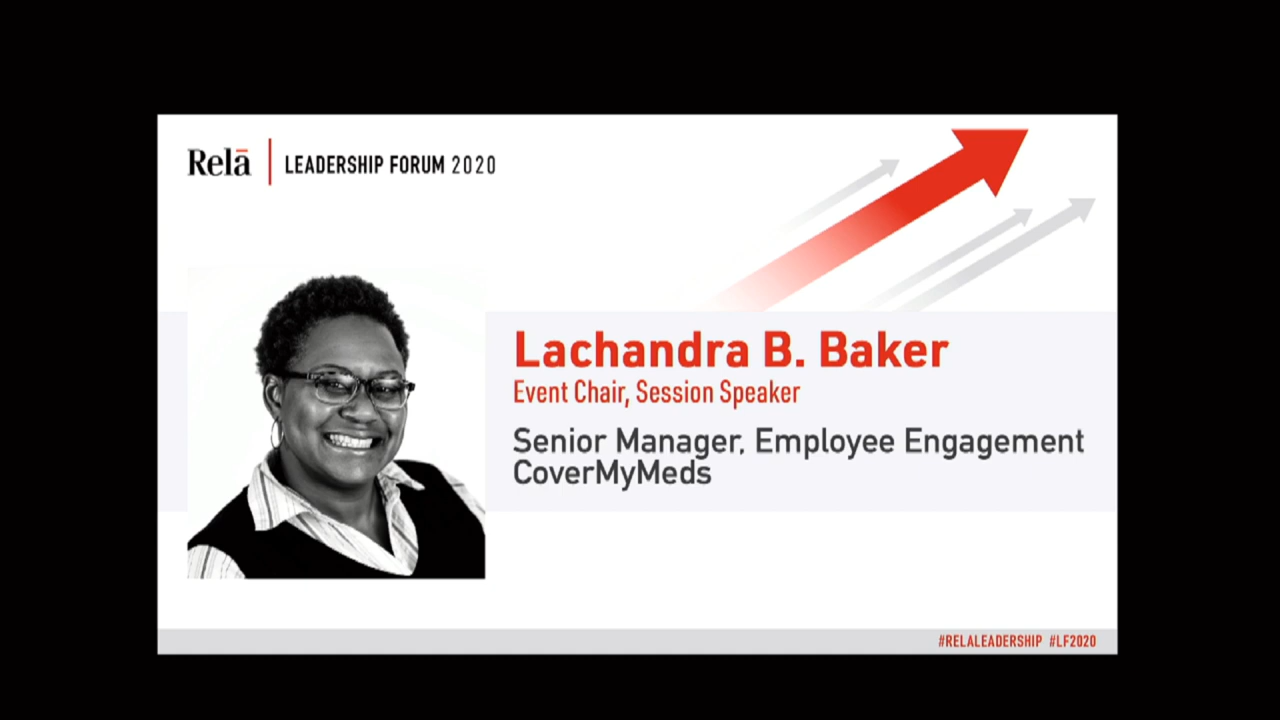 Relā
LEADERSHIP FORUM 2020
Lachandra B. Baker
Event Chair, Session Speaker
Senior Manager, Employee Engagement
CoverMyMeds
#RELALEADERSHIP #LF2020